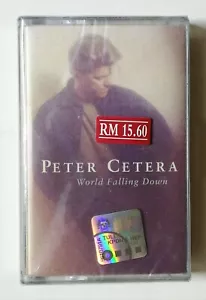 RM 15.60
PETER CETERA
World Falling Down